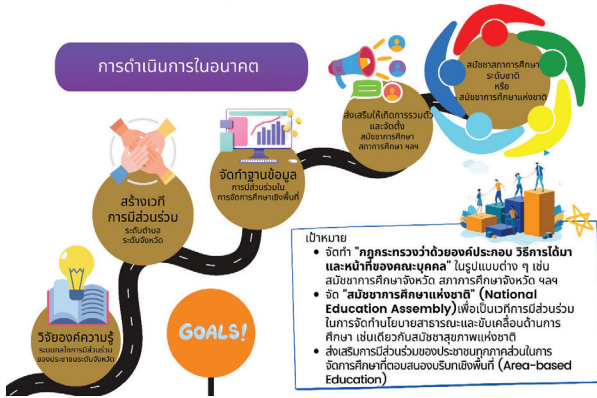 การดำเนินการในอนาคต
วิจัยองค์ความรู้
ระบบกลไกการมีส่วนร่วม
ของประชาชนระดับจังหวัด
สร้างเวที
การมีส่วนร่วม
ระดับตำบล
ระดับจังหวัด
จัดทำฐานข้อมูล
การมีส่วนร่วมใน
การจัดการศึกษาเชิงพื้นที่
ส่งเสริมให้เกิดการรวมตัว
และจัดตั้ง
สมัชชาการศึกษา
สภาการศึกษา ฯลฯ
สมัชชาสภาการศึกษา
ระดับชาติ
หรือ
สมัชชาการศึกษาแห่งชาติ
GOALS!
เป้าหมาย
• จัดทำ "กฎกระทรวงว่าด้วยองค์ประกอบ วิธีการได้มา
และหน้าที่ของคณะบุคคล" ในรูปแบบต่าง ๆ เช่น
สมัชชาการศึกษาจังหวัด สภาการศึกษาจังหวัด ฯลฯ
• จัด "สมัชชาการศึกษาแห่งชาติ" (National
Education Assembly)เพื่อเป็นเวทีการมีส่วนร่วม
ในการจัดทำนโยบายสาธารณะและขับเคลื่อนด้านการ
ศึกษา เช่นเดียวกับสมัชชาสุขภาพแห่งชาติ
• ส่งเสริมการมีส่วนร่วมของประชาชนทุกภาคส่วนในการ
จัดการศึกษาที่ตอบสนองบริบทเชิงพื้นที่ (Area-based
Education)